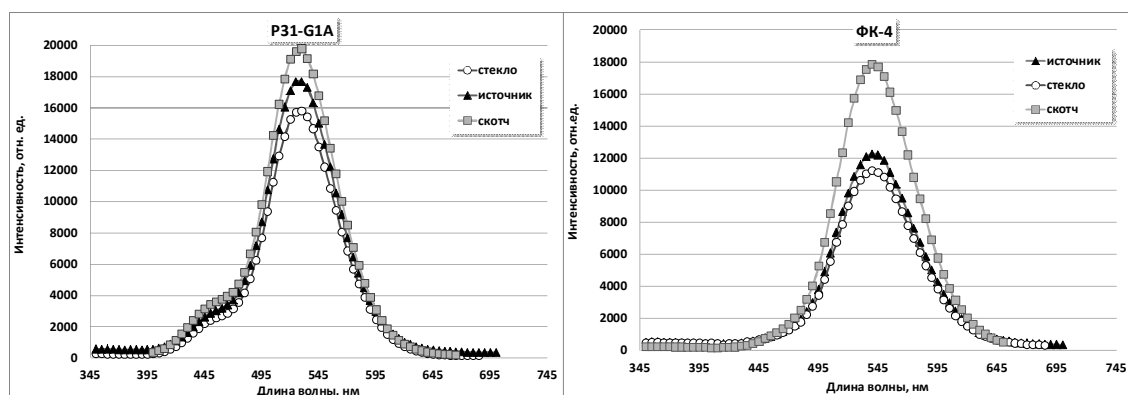 Р31-G1A
20000
18000
16000
14000
12000
10000
8000
6000
4000
2000
0
Интенсивность, отн. ед.
стекло
источник
скотч
345 395 445 495 545 595 645 695 745
Длина волны, нм
ФК-4
20000
18000
16000
14000
12000
10000
8000
6000
4000
2000
0
Интенсивность, отн.ед.
источник
стекло
скотч
345 395 445 495 545 595 645 695 745
Длина волны, нм